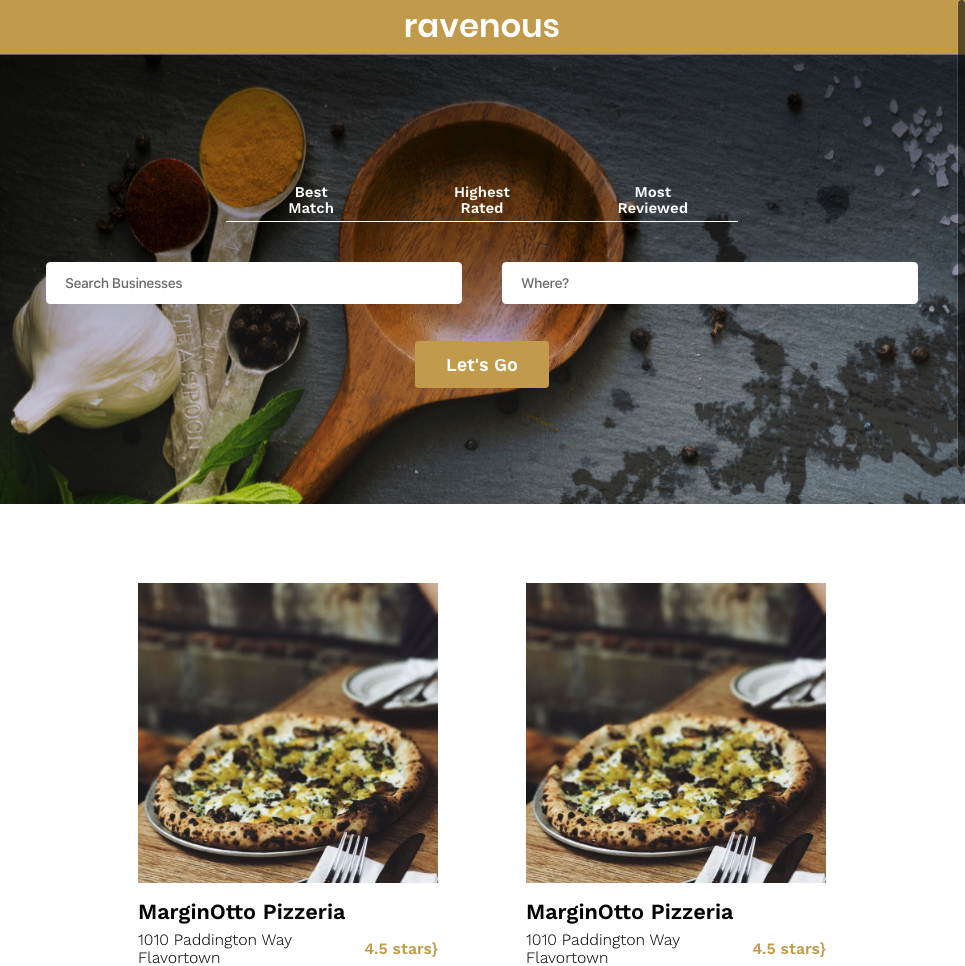 ravenous
Best Match
Highest Rated
Most Reviewed
Search Businesses
Where?
TEASPOON
Let's Go
MarginOtto Pizzeria
1010 Paddington Way
Flavortown
4.5 stars}
MarginOtto Pizzeria
1010 Paddington Way
Flavortown
4.5 stars}